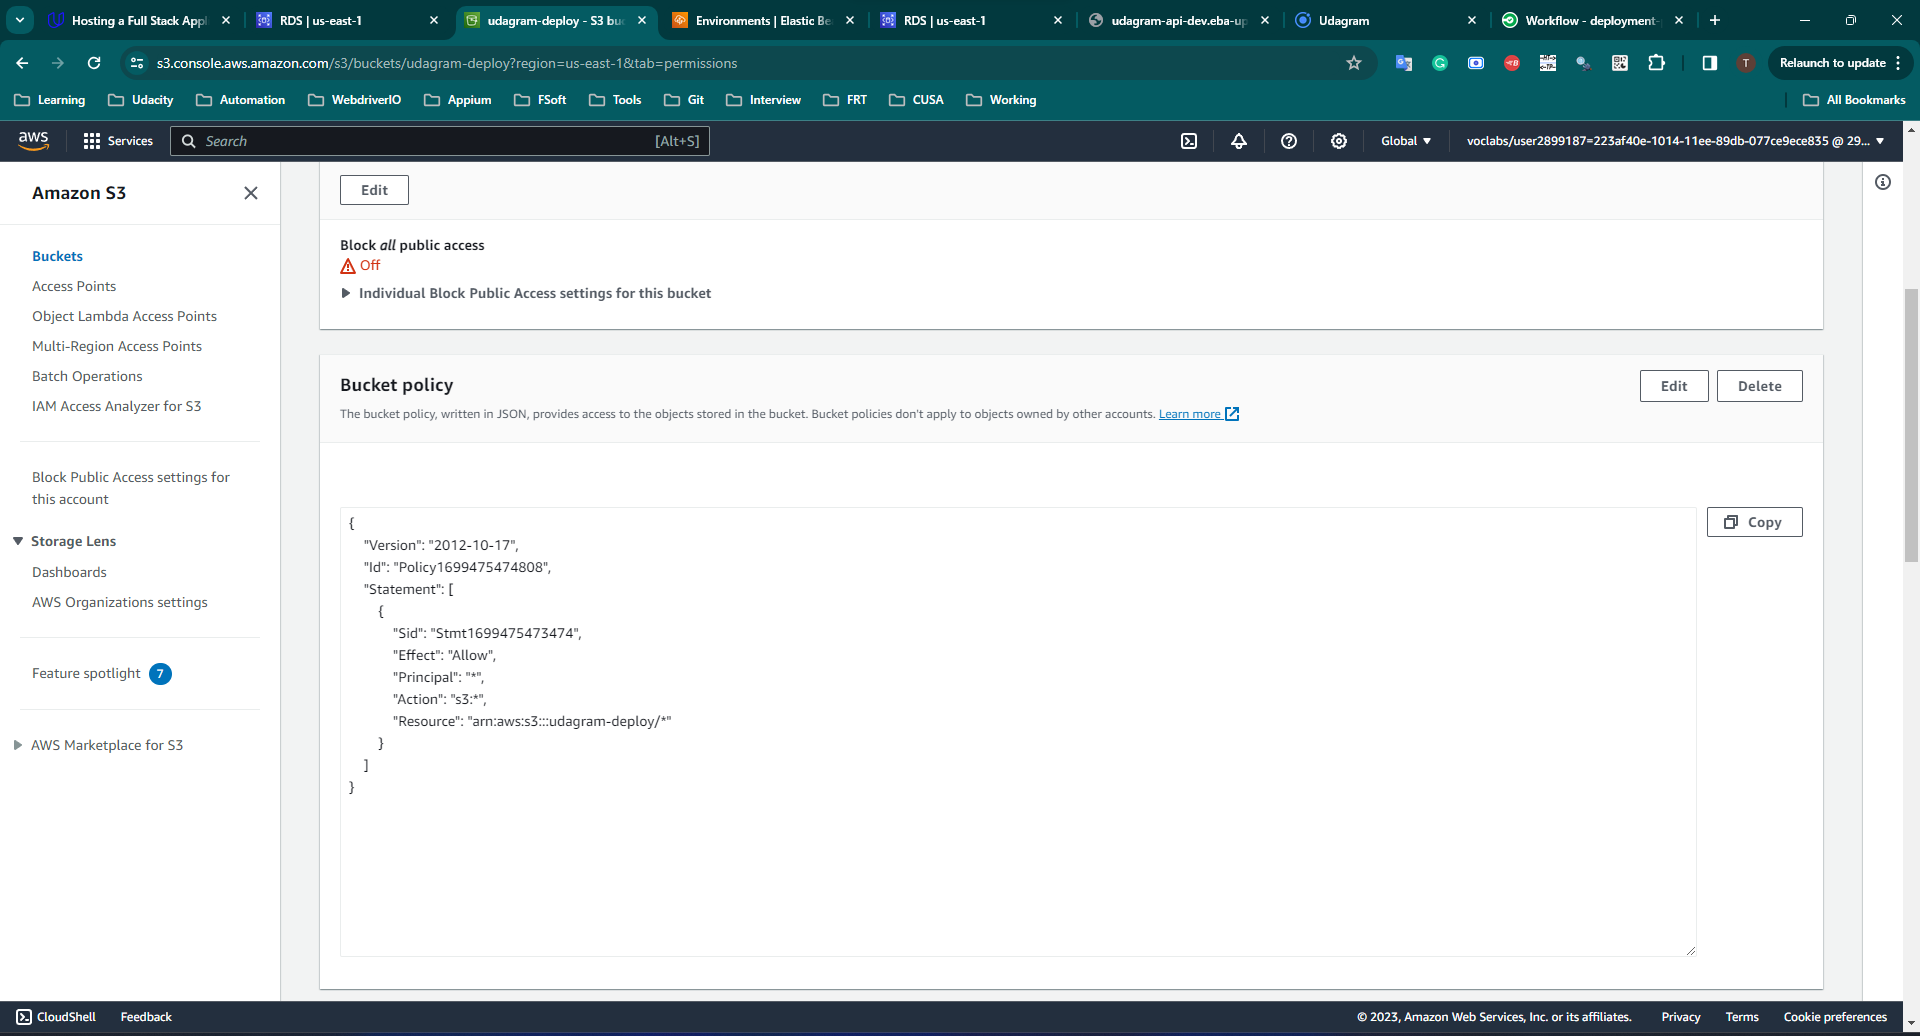 Hosting a Full Stack Appl
RDS | us-east-1
udagram-deploy - S3 buc
Environments | Elastic Be
RDS | us-east-1
udagram-api-dev.eba-up
Udagram
Workflow - deployment-
s3.console.aws.amazon.com/s3/buckets/udagram-deploy?region=us-east-1&tab=permissions
T
Relaunch to update
Learning
Udacity
Automation
WebdriverIO
Appium
FSoft
Tools
Git
Interview
FRT
CUSA
Working
All Bookmarks
aws
Services
Search
[Alt+S]
Global
voclabs/user2899187=223af40e-1014-11ee-89db-077ce9ece835 @ 29...
Amazon S3
Buckets
Access Points
Object Lambda Access Points
Multi-Region Access Points
Batch Operations
IAM Access Analyzer for S3
Block Public Access settings for
this account
Storage Lens
Dashboards
AWS Organizations settings
Feature spotlight 7
AWS Marketplace for S3
Edit
Block all public access
Off
Individual Block Public Access settings for this bucket
Bucket policy
Edit
Delete
The bucket policy, written in JSON, provides access to the objects stored in the bucket. Bucket policies don't apply to objects owned by other accounts. Learn more
Copy
{
"Version": "2012-10-17",
"Id": "Policy1699475474808",
"Statement": [
{
"Sid": "Stmt1699475473474",
"Effect": "Allow",
"Principal": "*",
"Action": "s3:*",
"Resource": "arn:aws:s3:::udagram-deploy/*"
}
]
}
CloudShell
Feedback
© 2023, Amazon Web Services, Inc. or its affiliates.
Privacy
Terms
Cookie preferences